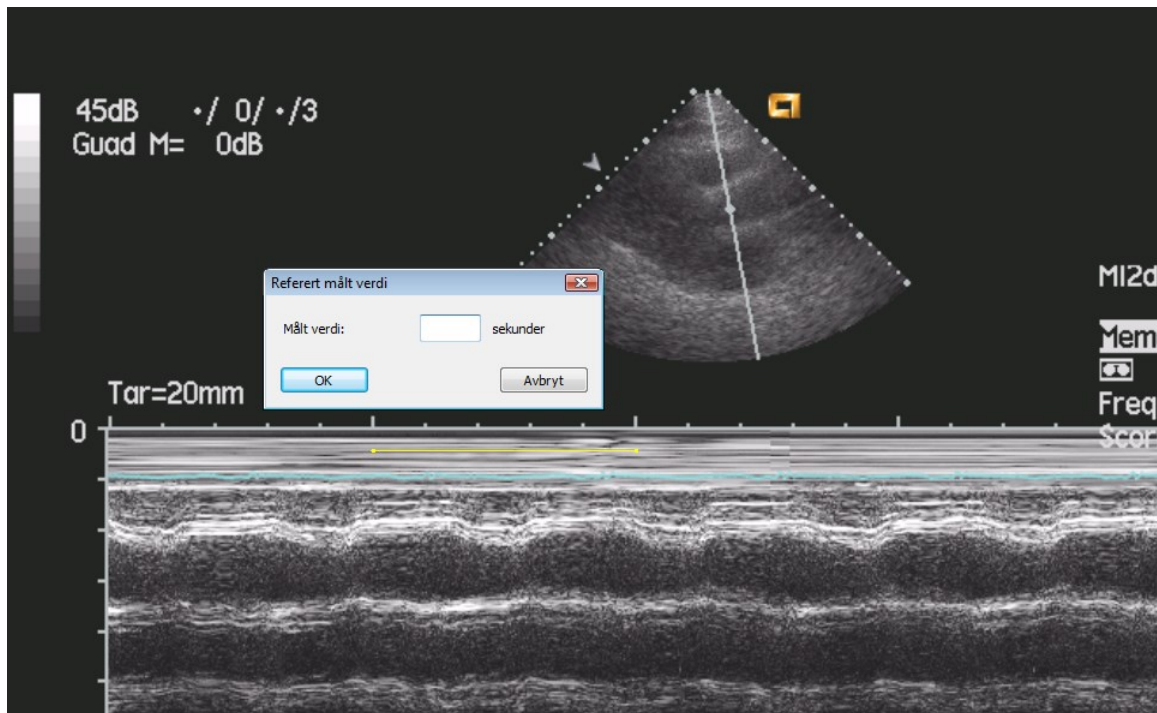 45dB ·/ 0/ ·/3
Guad M= 0dB
MI2d
Referert målt verdi
Målt verdi: sekunder
Mem
OK Avbryt
Tar=20mm
Freq
Scor
0